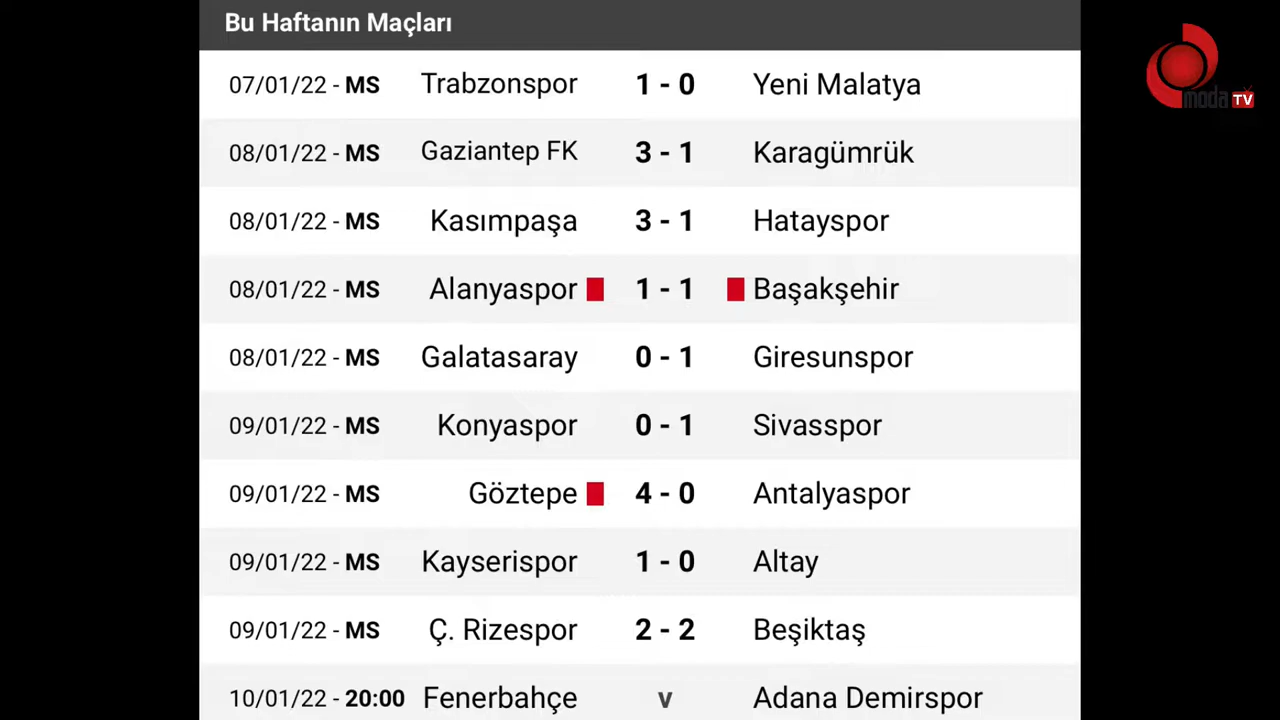 Bu Haftanın Maçları
07/01/22 - MS Trabzonspor 1 - 0 Yeni Malatya
08/01/22 - MS Gaziantep FK 3 - 1 Karagümrük
08/01/22 - MS Kasımpaşa 3 - 1 Hatayspor
08/01/22 - MS Alanyaspor 1 - 1 Başakşehir
08/01/22 - MS Galatasaray 0 - 1 Giresunspor
09/01/22 - MS Konyaspor 0 - 1 Sivasspor
09/01/22 - MS Göztepe 4 - 0 Antalyaspor
09/01/22 - MS Kayserispor 1 - 0 Altay
09/01/22 - MS Ç. Rizespor 2 - 2 Beşiktaş
10/01/22 - 20:00 Fenerbahçe v Adana Demirspor
moda TV